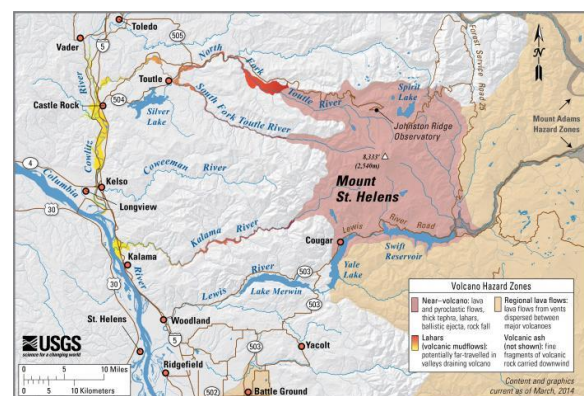 Toledo
Vader
5
505
North
Fork
Toutle
River
Toutle
504
Castle Rock
River
Silver
Lake
South Fork Toutle River
Spirit
Lake
Johnston Ridge
Observatory
Forest Service Road 25
N
Mount Adams
Hazard Zones
8,333'
(2,540m)
Mount
St. Helens
Cowlitz
Coweeman River
4
Columbia
Kelso
Longview
30
Kalama River
Kalama
River
Lewis River Road
Cougar
Swift
Reservoir
Yale
Lake
503
Lewis River
Lake Merwin
503
30
St. Helens
Woodland
5
503
Yacolt
Ridgefield
502
503
Battle Ground
USGS
science for a changing world
0 5 10 Miles
0 5 10 Kilometers
Volcano Hazard Zones
Near-volcano: lava
and pyroclastic flows,
thick tephra, lahars,
ballistic ejecta, rock fall
Lahars
(volcanic mudflows):
potentially far-travelled in
valleys draining volcano
Regional lava flows:
lava flows from vents
dispersed between
major volcanoes
Volcanic ash
(not shown): fine
fragments of volcanic
rock carried downwind
Content and graphics
current as of March, 2014